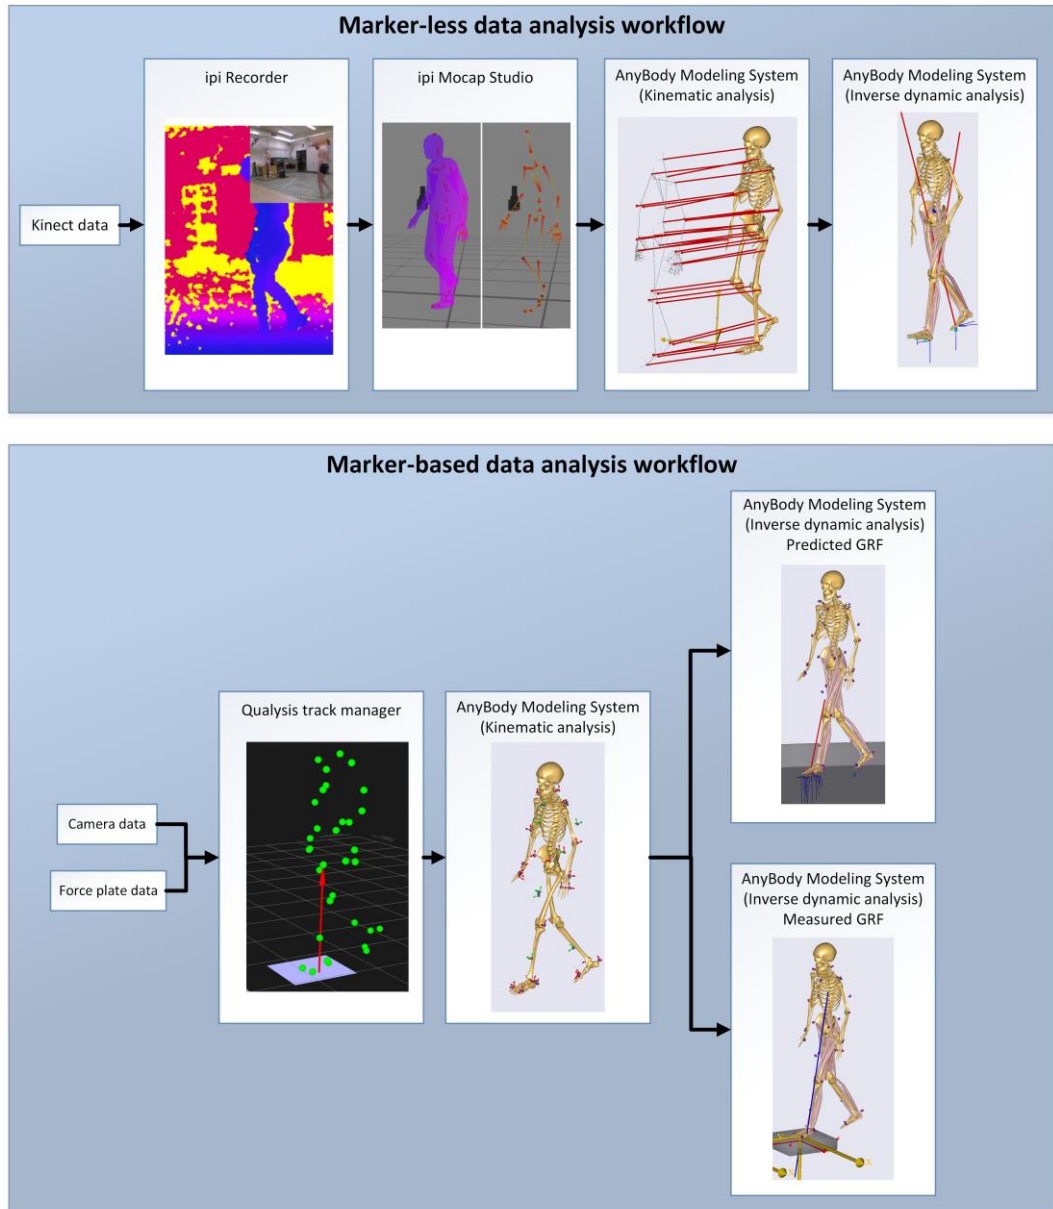 Marker-less data analysis workflow
ipi Recorder
ipi Mocap Studio
AnyBody Modeling System
(Kinematic analysis)
AnyBody Modeling System
(Inverse dynamic analysis)
Kinect data
Marker-based data analysis workflow
AnyBody Modeling System
(Inverse dynamic analysis)
Predicted GRF
Qualysis track manager
AnyBody Modeling System
(Kinematic analysis)
Camera data
Force plate data
AnyBody Modeling System
(Inverse dynamic analysis)
Measured GRF
X
X